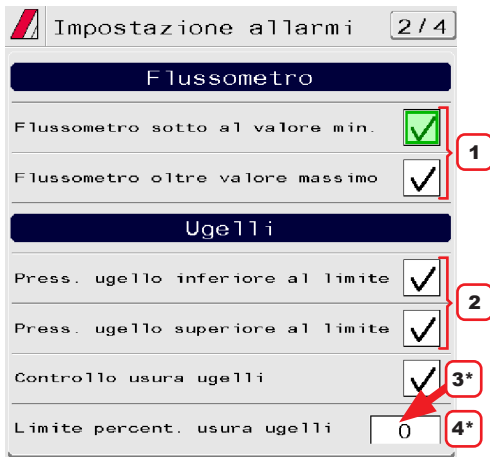 Impostazione allarmi 2/4
Flussometro
Flussometro sotto al valore min.
Flussometro oltre valore massimo
1
Ugelli
Press. ugello inferiore al limite
Press. ugello superiore al limite
2
Controllo usura ugelli 3*
Limite percent. usura ugelli 0 4*